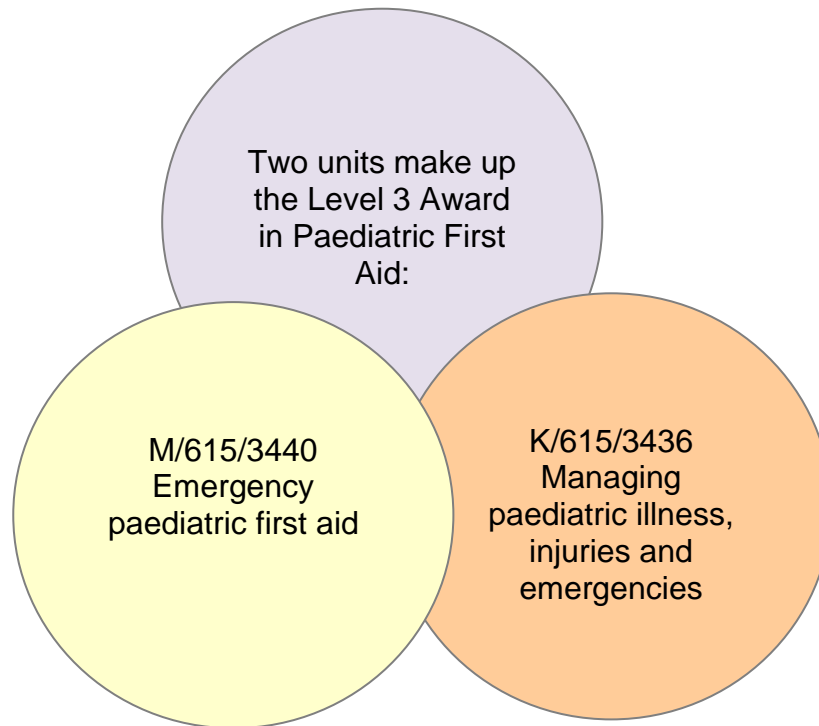 Two units make up
the Level 3 Award
in Paediatric First
Aid:
M/615/3440
Emergency
paediatric first aid
K/615/3436
Managing
paediatric illness,
injuries and
emergencies